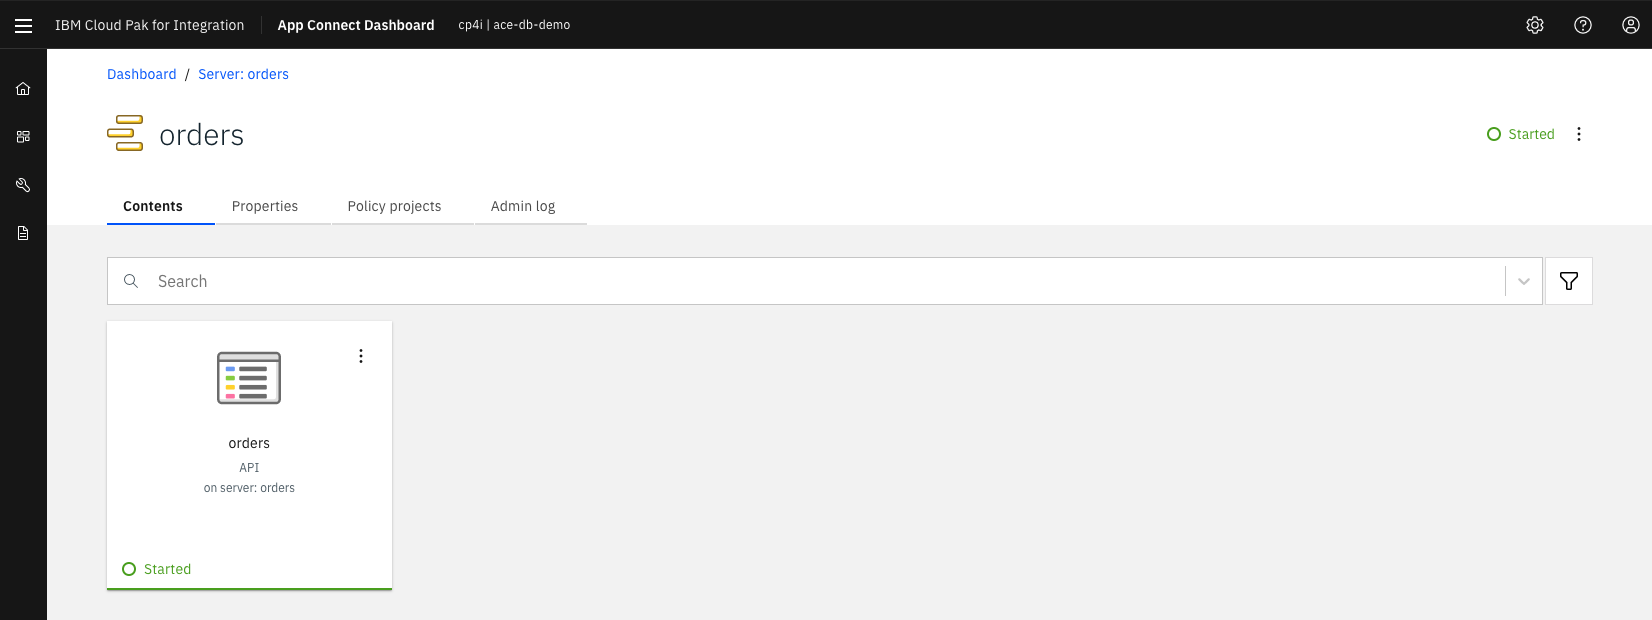 IBM Cloud Pak for Integration App Connect Dashboard cp4i | ace-db-demo
Dashboard / Server: orders
orders
Started
Contents Properties Policy projects Admin log
Search
orders
API
on server: orders
Started